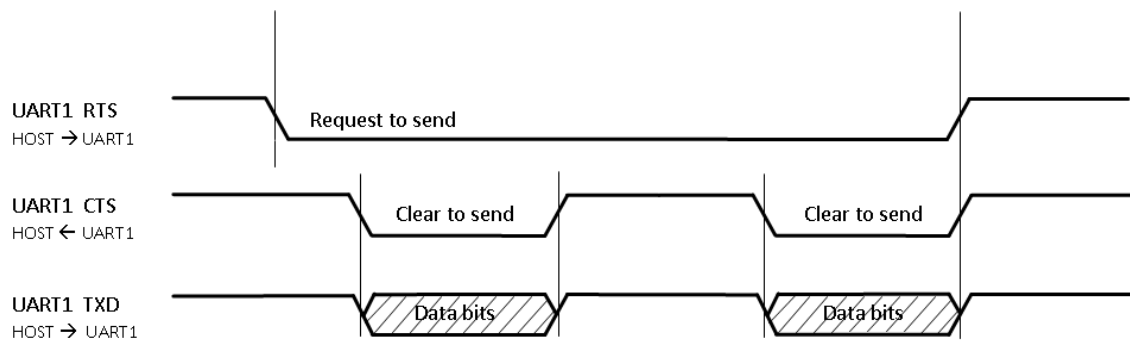 UART1 RTS
HOST → UART1
Request to send
UART1 CTS
HOST ← UART1
Clear to send
Clear to send
UART1 TXD
HOST → UART1
Data bits
Data bits